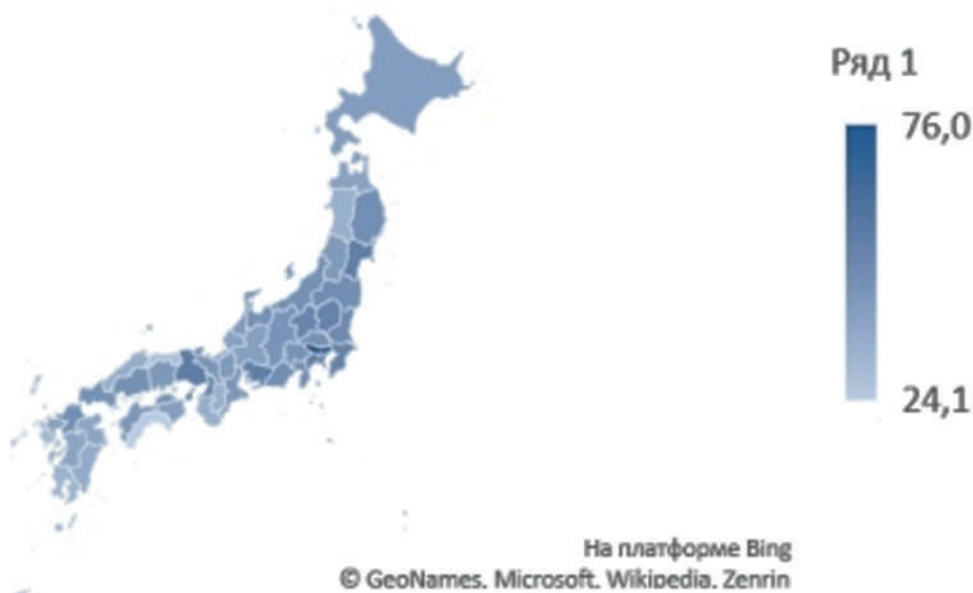 Ряд 1
76,0
24,1
На платформе Bing
© GeoNames, Microsoft, Wikipedia, Zenrin